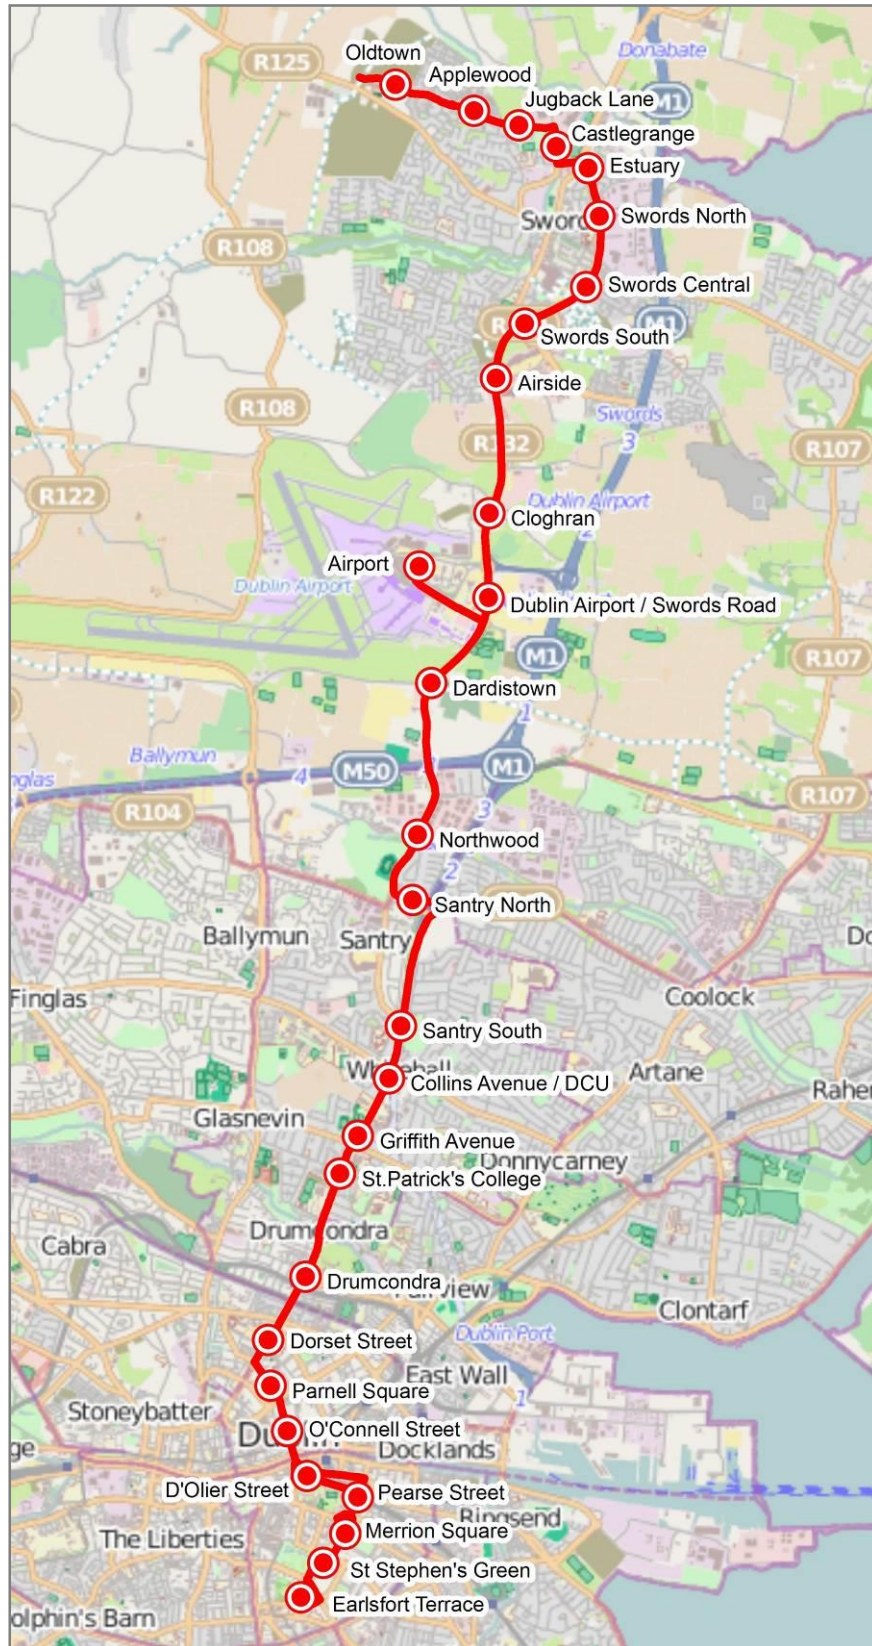 Oldtown
R125
Donabate
Applewood
M1
Jugback Lane
Castlegrange
Estuary
Swords North
R108
Swords Central
M1
Swords South
Airside
R108
Swords
3
R132
R107
R122
Dublin Airport
2
Cloghran
Airport
Dublin Airport
Dublin Airport / Swords Road
M1
R107
Dardistown
1
Ballymun
M50
4
M1
R104
3
R107
Northwood
2
Santry North
Ballymun
Santry
Finglas
Coolock
Santry South
Collins Avenue / DCU
Artane
Glasnevin
Griffith Avenue
Donnycarney
St.Patrick's College
Drumcondra
Cabra
Drumcondra
Clontarf
Dorset Street
Dublin Port
East Wall
1
Parnell Square
Stoneybatter
O'Connell Street
Docklands
D'Olier Street
Pearse Street
Ringsend
Merrion Square
The Liberties
St Stephen's Green
Earlsfort Terrace
olphin's Barn